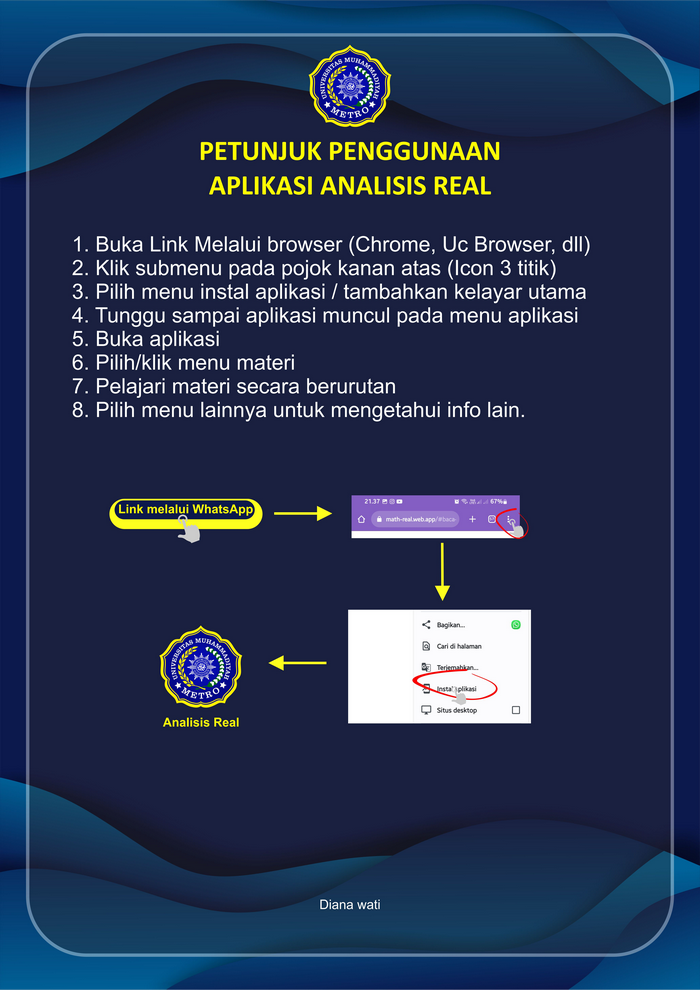 UNIVERSITAS MUHAMMADIYAH
METRO
PETUNJUK PENGGUNAAN
APLIKASI ANALISIS REAL
1. Buka Link Melalui browser (Chrome, Uc Browser, dll)
2. Klik submenu pada pojok kanan atas (Icon 3 titik)
3. Pilih menu instal aplikasi / tambahkan kelayar utama
4. Tunggu sampai aplikasi muncul pada menu aplikasi
5. Buka aplikasi
6. Pilih/klik menu materi
7. Pelajari materi secara berurutan
8. Pilih menu lainnya untuk mengetahui info lain.
Link melalui WhatsApp
21.37 67%
math-real.web.app/#baca
Bagikan...
Cari di halaman
Terjemahkan...
Instal aplikasi
Situs desktop
UNIVERSITAS MUHAMMADIYAH
METRO
Analisis Real
Diana wati